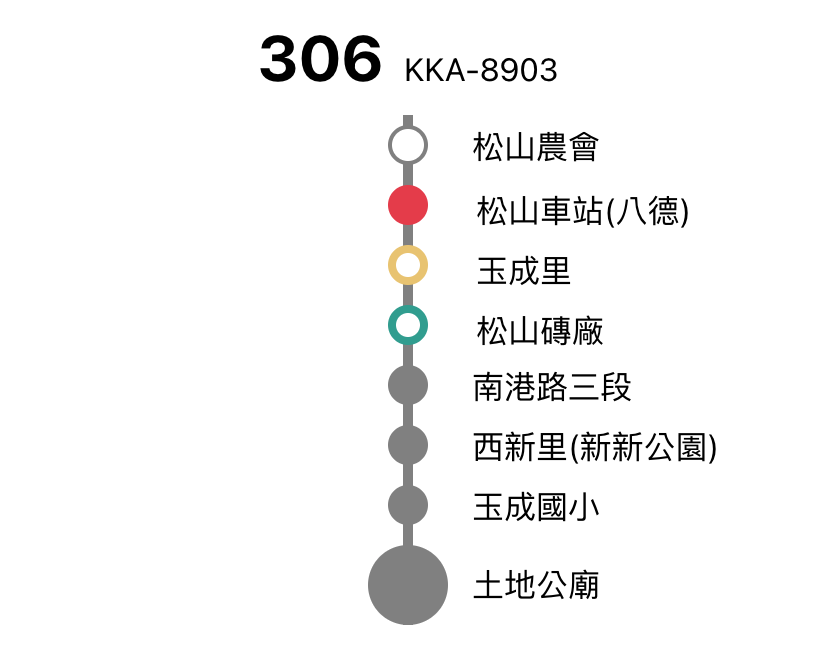 306 KKA-8903
松山農會
松山車站(八德)
玉成里
松山磚廠
南港路三段
西新里(新新公園)
玉成國小
土地公廟